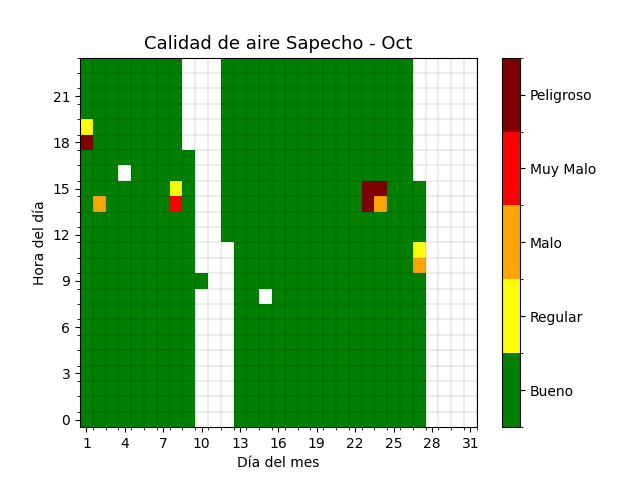 Calidad de aire Sapecho - Oct
21
18
15
12
9
6
3
0
Hora del día
1 4 7 10 13 16 19 22 25 28 31
Día del mes
Peligroso
Muy Malo
Malo
Regular
Bueno